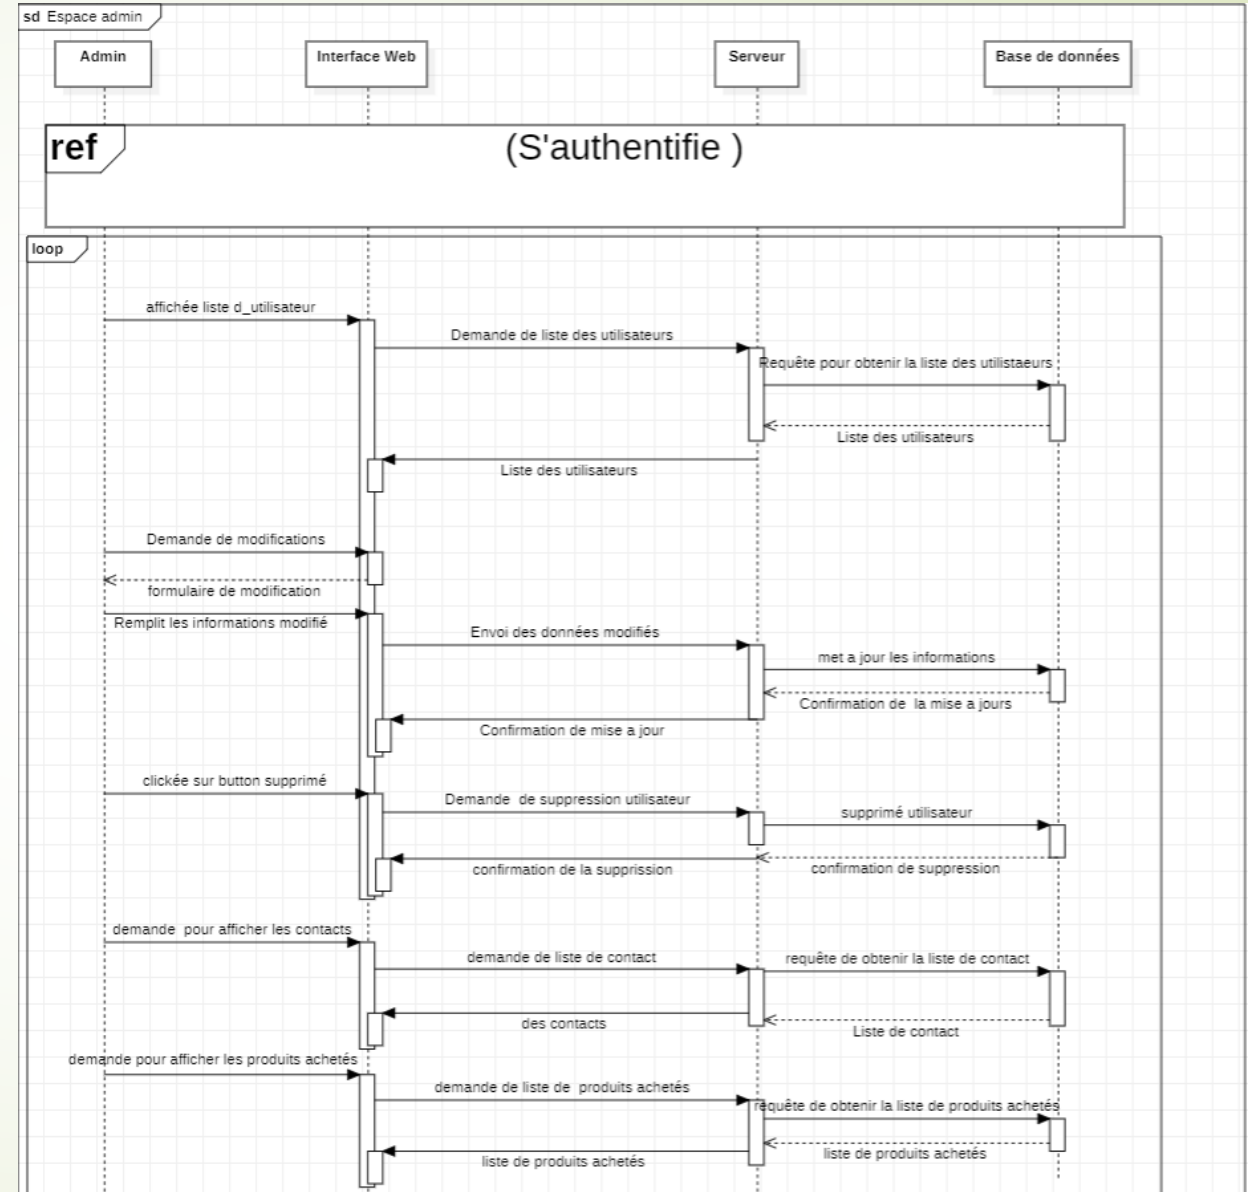 sd Espace admin
Admin
Interface Web
Serveur
Base de données
ref
(S'authentifie )
loop
affichée liste d_utilisateur
Demande de liste des utilisateurs
Requête pour obtenir la liste des utilistaeurs
Liste des utilisateurs
Liste des utilisateurs
Demande de modifications
formulaire de modification
Remplit les informations modifié
Envoi des données modifiés
met a jour les informations
Confirmation de  la mise a jours
Confirmation de mise a jour
clickée sur button supprimé
Demande  de suppression utilisateur
supprimé utilisateur
confirmation de suppression
confirmation de la supprission
demande  pour afficher les contacts
demande de liste de contact
requête de obtenir la liste de contact
des contacts
Liste de contact
demande pour afficher les produits achetés
demande de liste de  produits achetés
requête de obtenir la liste de produits achetés
liste de produits achetés
liste de produits achetés